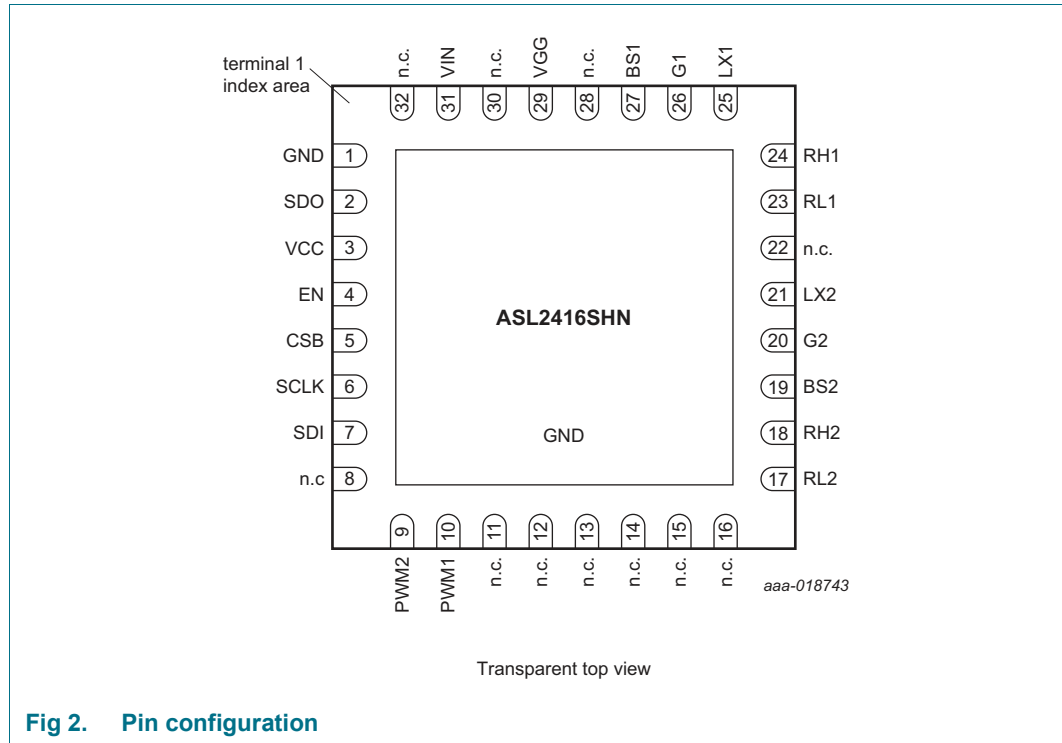 terminal 1
index area
n.c.
VIN
n.c.
VGG
n.c.
BS1
G1
LX1
32
31
30
29
28
27
26
25
GND 1
SDO 2
VCC 3
EN 4
CSB 5
SCLK 6
SDI 7
n.c 8
24 RH1
23 RL1
22 n.c.
21 LX2
20 G2
19 BS2
18 RH2
17 RL2
ASL2416SHN
GND
9
10
11
12
13
14
15
16
PWM2
PWM1
n.c.
n.c.
n.c.
n.c.
n.c.
n.c.
aaa-018743
Transparent top view
Fig 2. Pin configuration